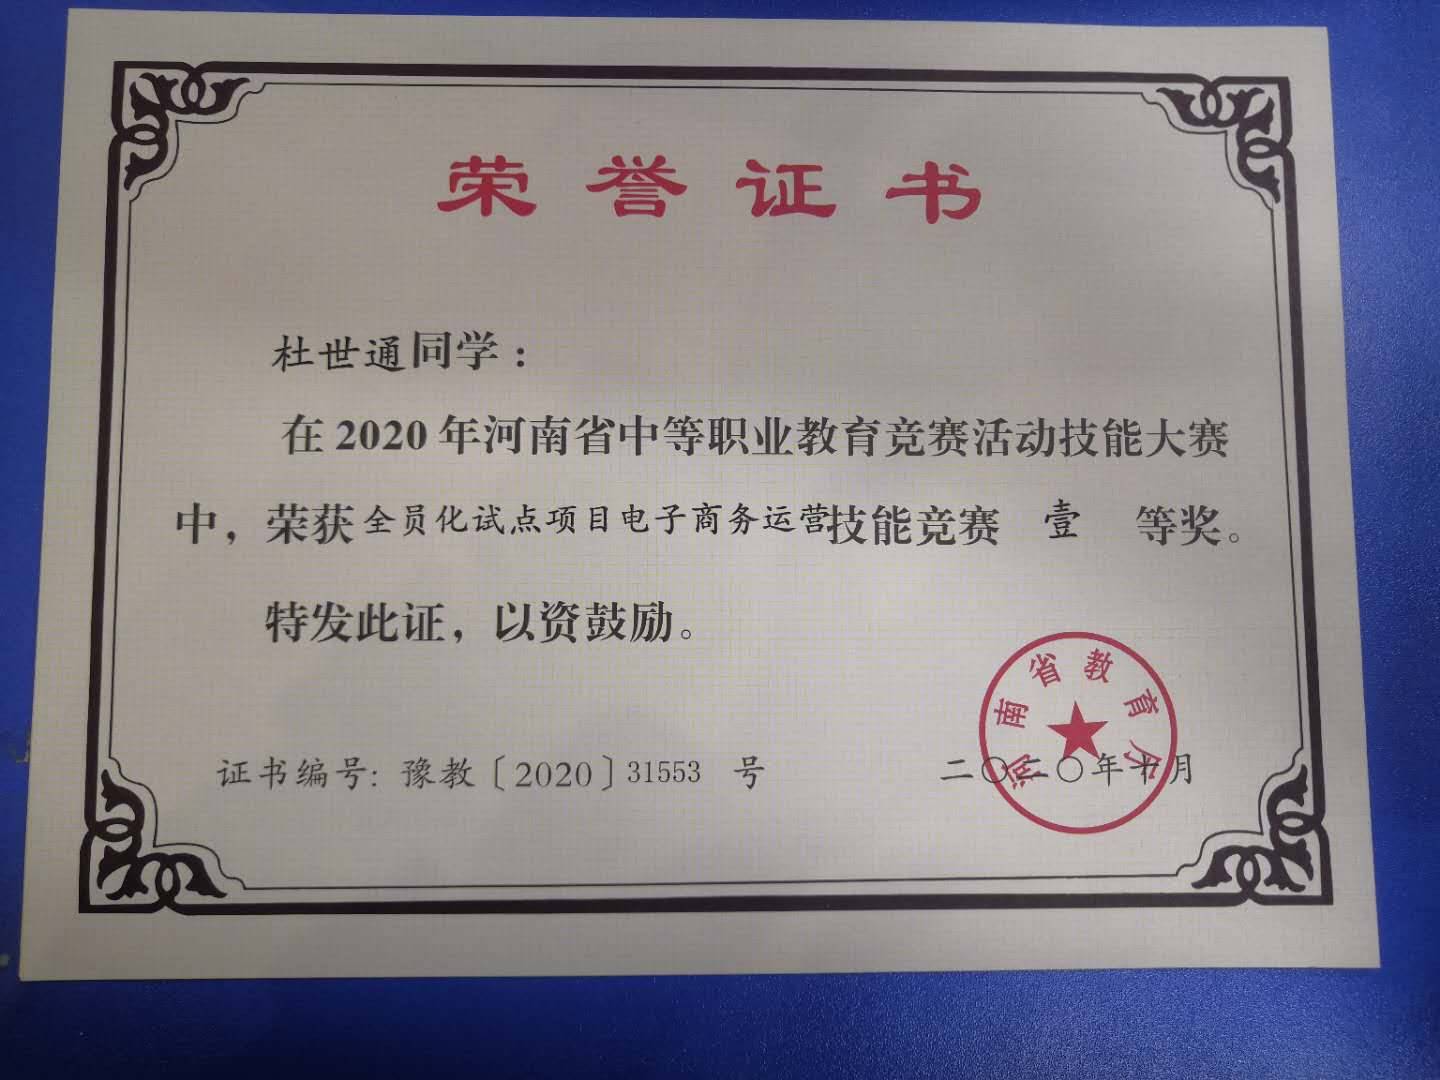 荣誉证书
杜世通同学：
在2020年河南省中等职业教育竞赛活动技能大赛
中，荣获全员化试点项目电子商务运营技能竞赛 壹 等奖。
特发此证，以资鼓励。
河南省教育厅
证书编号：豫教〔2020〕31553 号
二〇二〇年十月